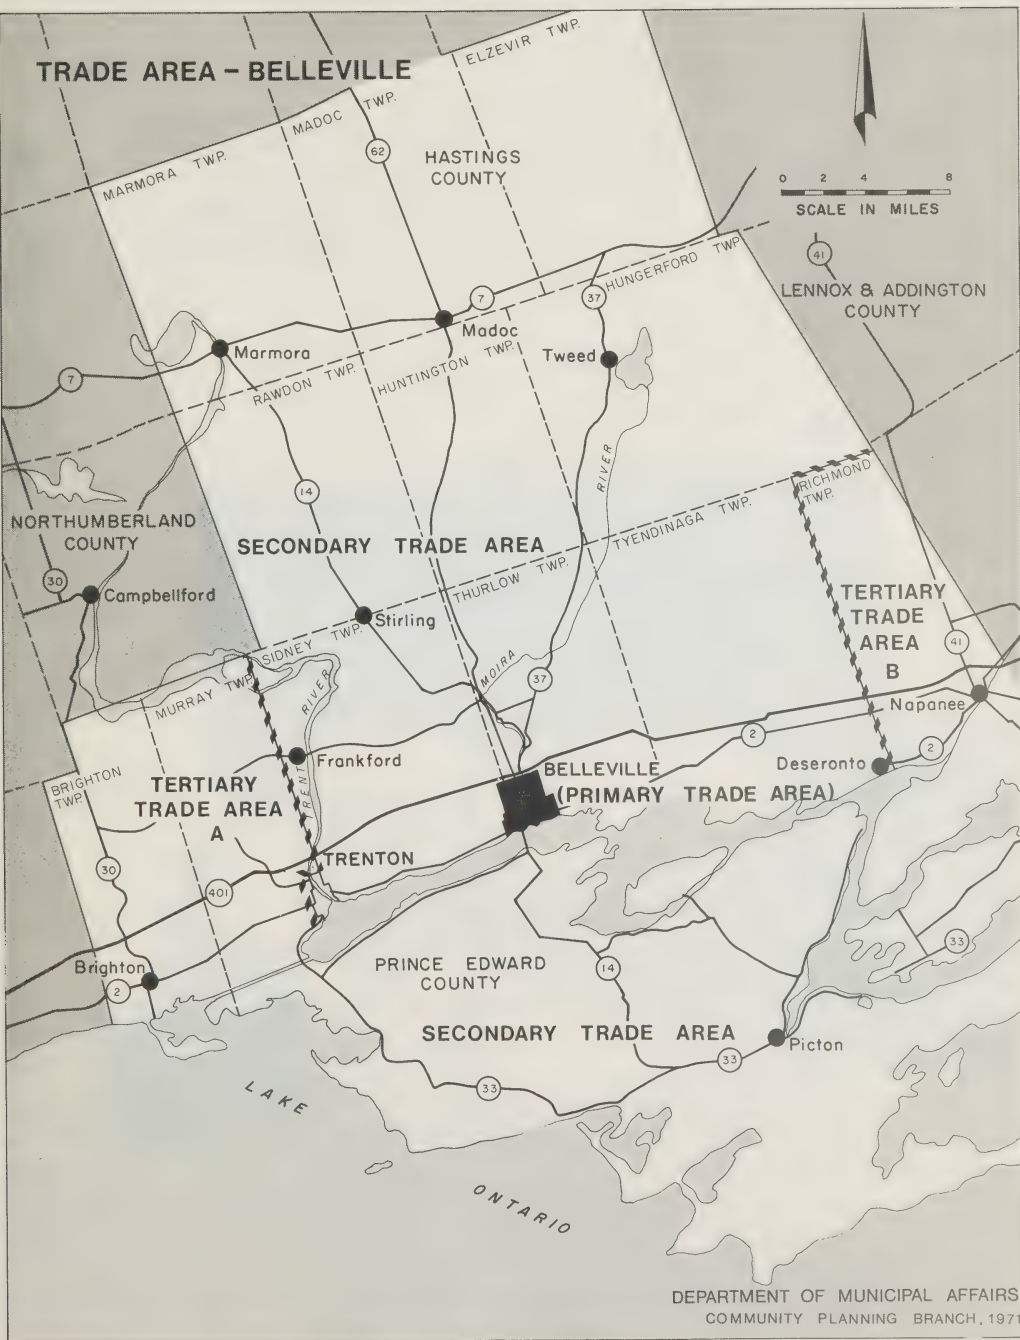 TRADE AREA – BELLEVILLE
ELZEVIR TWP.
MADOC TWP.
MARMORA TWP.
62
HASTINGS
COUNTY
0 2 4 8
SCALE IN MILES
41
LENNOX & ADDINGTON
COUNTY
HUNGERFORD TWP.
7
37
Madoc
Marmora
Tweed
7
RAWDON TWP.
HUNTINGTON TWP.
RIVER
14
RICHMOND
TWP.
NORTHUMBERLAND
COUNTY
SECONDARY TRADE AREA
TYENDINAGA TWP.
30
Campbellford
THURLOW TWP.
Stirling
SIDNEY TWP.
TERTIARY
TRADE
AREA
B
41
MOIRA
37
MURRAY TWP.
RIVER
Napanee
2
2
Frankford
TRENT
Deseronto
BRIGHTON
TWP.
TERTIARY
TRADE AREA
A
BELLEVILLE
(PRIMARY TRADE AREA)
TRENTON
30
401
33
Brighton
2
PRINCE EDWARD
COUNTY
14
SECONDARY TRADE AREA
Picton
33
33
LAKE
ONTARIO
DEPARTMENT OF MUNICIPAL AFFAIRS
COMMUNITY PLANNING BRANCH, 1971